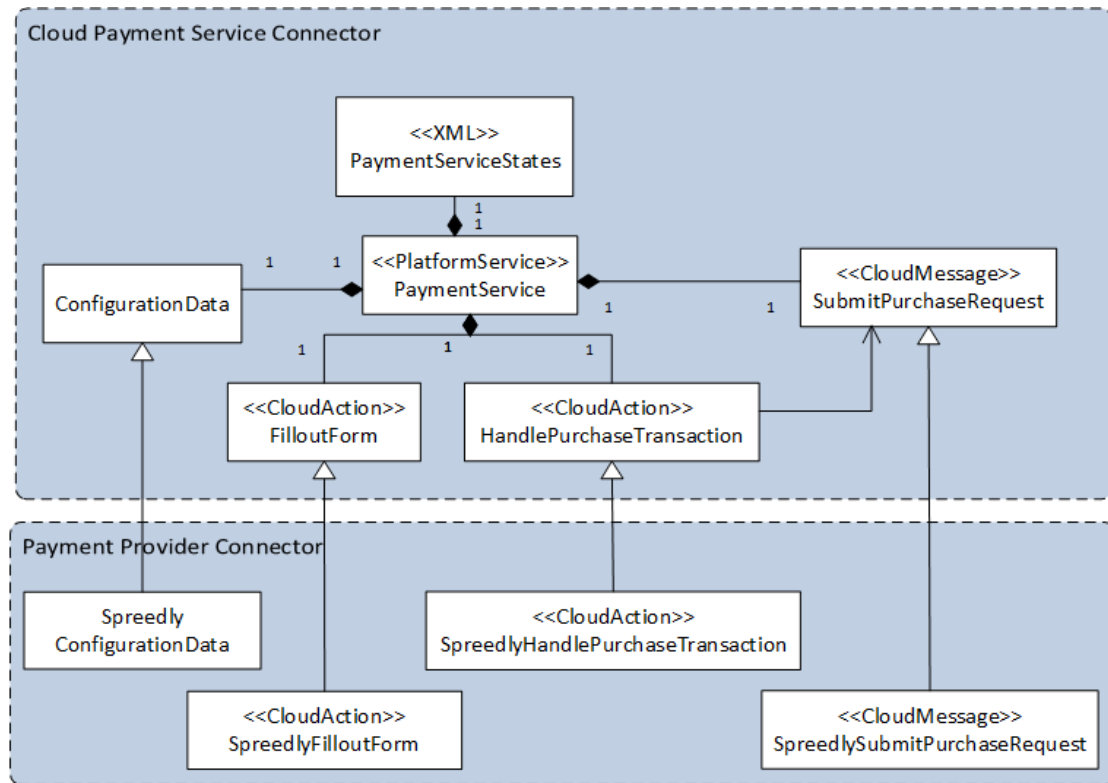 Cloud Payment Service Connector
<<XML>>
PaymentServiceStates
1
1
1
1
<<PlatformService>>
PaymentService
ConfigurationData
<<CloudMessage>>
SubmitPurchaseRequest
1
1
1
1
1
<<CloudAction>>
FilloutForm
<<CloudAction>>
HandlePurchaseTransaction
Payment Provider Connector
Spreedly
ConfigurationData
<<CloudAction>>
SpreedlyHandlePurchaseTransaction
<<CloudAction>>
SpreedlyFilloutForm
<<CloudMessage>>
SpreedlySubmitPurchaseRequest